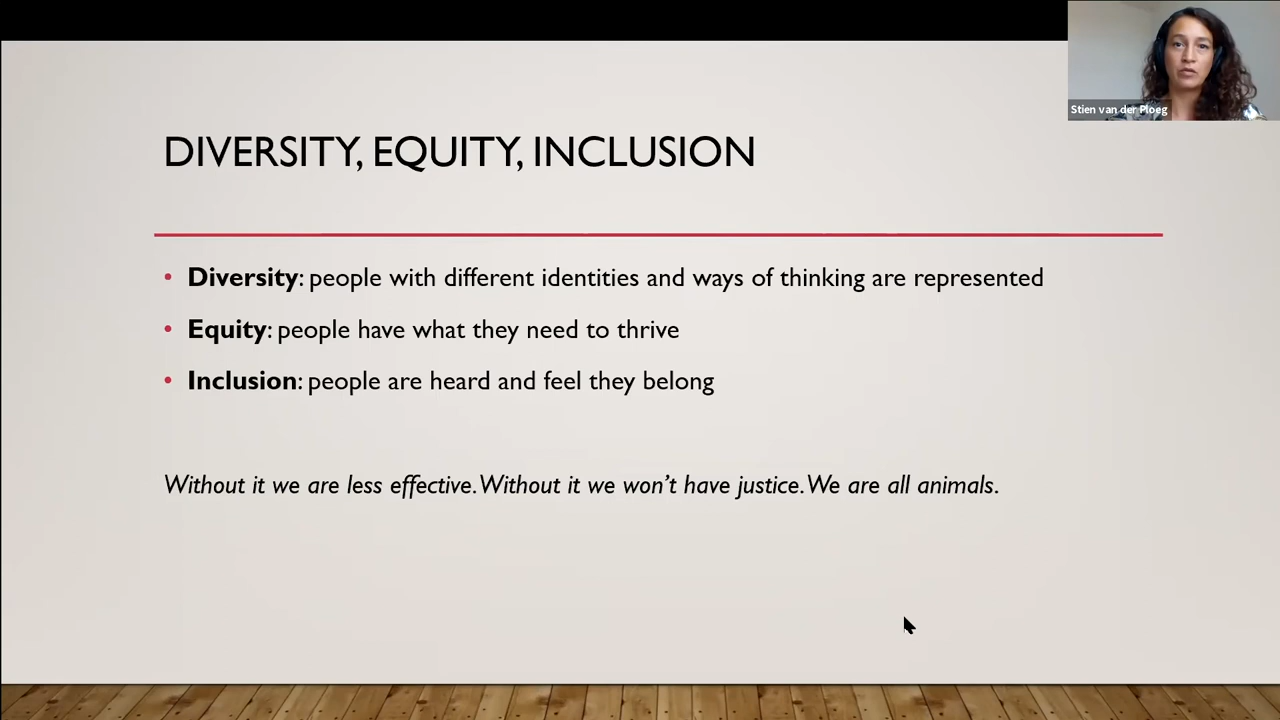 Stien van der Ploeg
DIVERSITY, EQUITY, INCLUSION
• Diversity: people with different identities and ways of thinking are represented
• Equity: people have what they need to thrive
• Inclusion: people are heard and feel they belong
Without it we are less effective. Without it we won’t have justice. We are all animals.